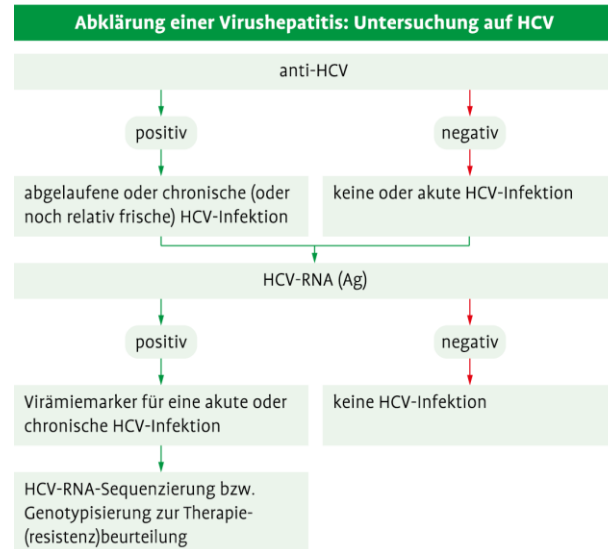 Abklärung einer Virushepatitis: Untersuchung auf HCV
anti-HCV
positiv
negativ
abgelaufene oder chronische (oder
noch relativ frische) HCV-Infektion
keine oder akute HCV-Infektion
HCV-RNA (Ag)
positiv
negativ
Virämiemarker für eine akute oder
chronische HCV-Infektion
keine HCV-Infektion
HCV-RNA-Sequenzierung bzw.
Genotypisierung zur Therapie-
(resistenz)beurteilung